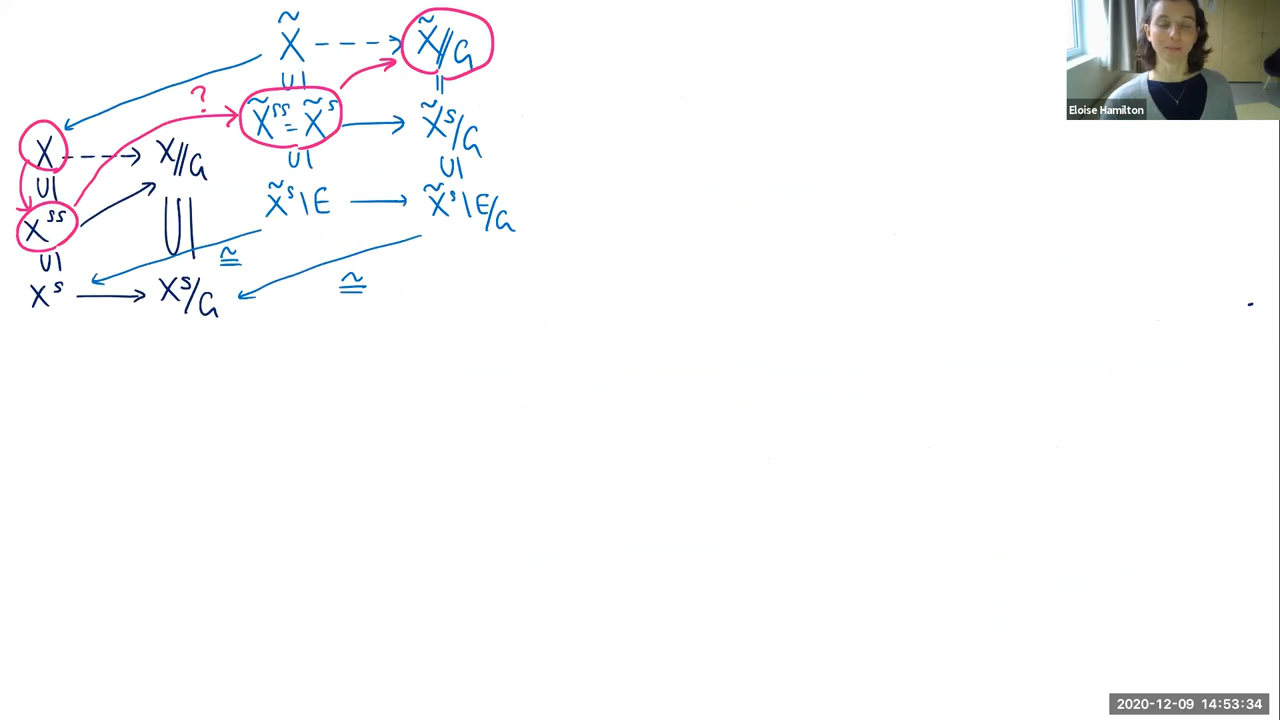 X̃ ⇢ X̃//G
∪| ||
X̃ˢˢ = X̃ˢ → X̃ˢ/G
?
∪| ∪|
X̃ˢ\E → X̃ˢ\E/G
X ⇢ X//G
∪|
Xˢˢ
∪| ∪|
Xˢ → Xˢ/G
≅ ≅
Eloise Hamilton
2020-12-09 14:53:34